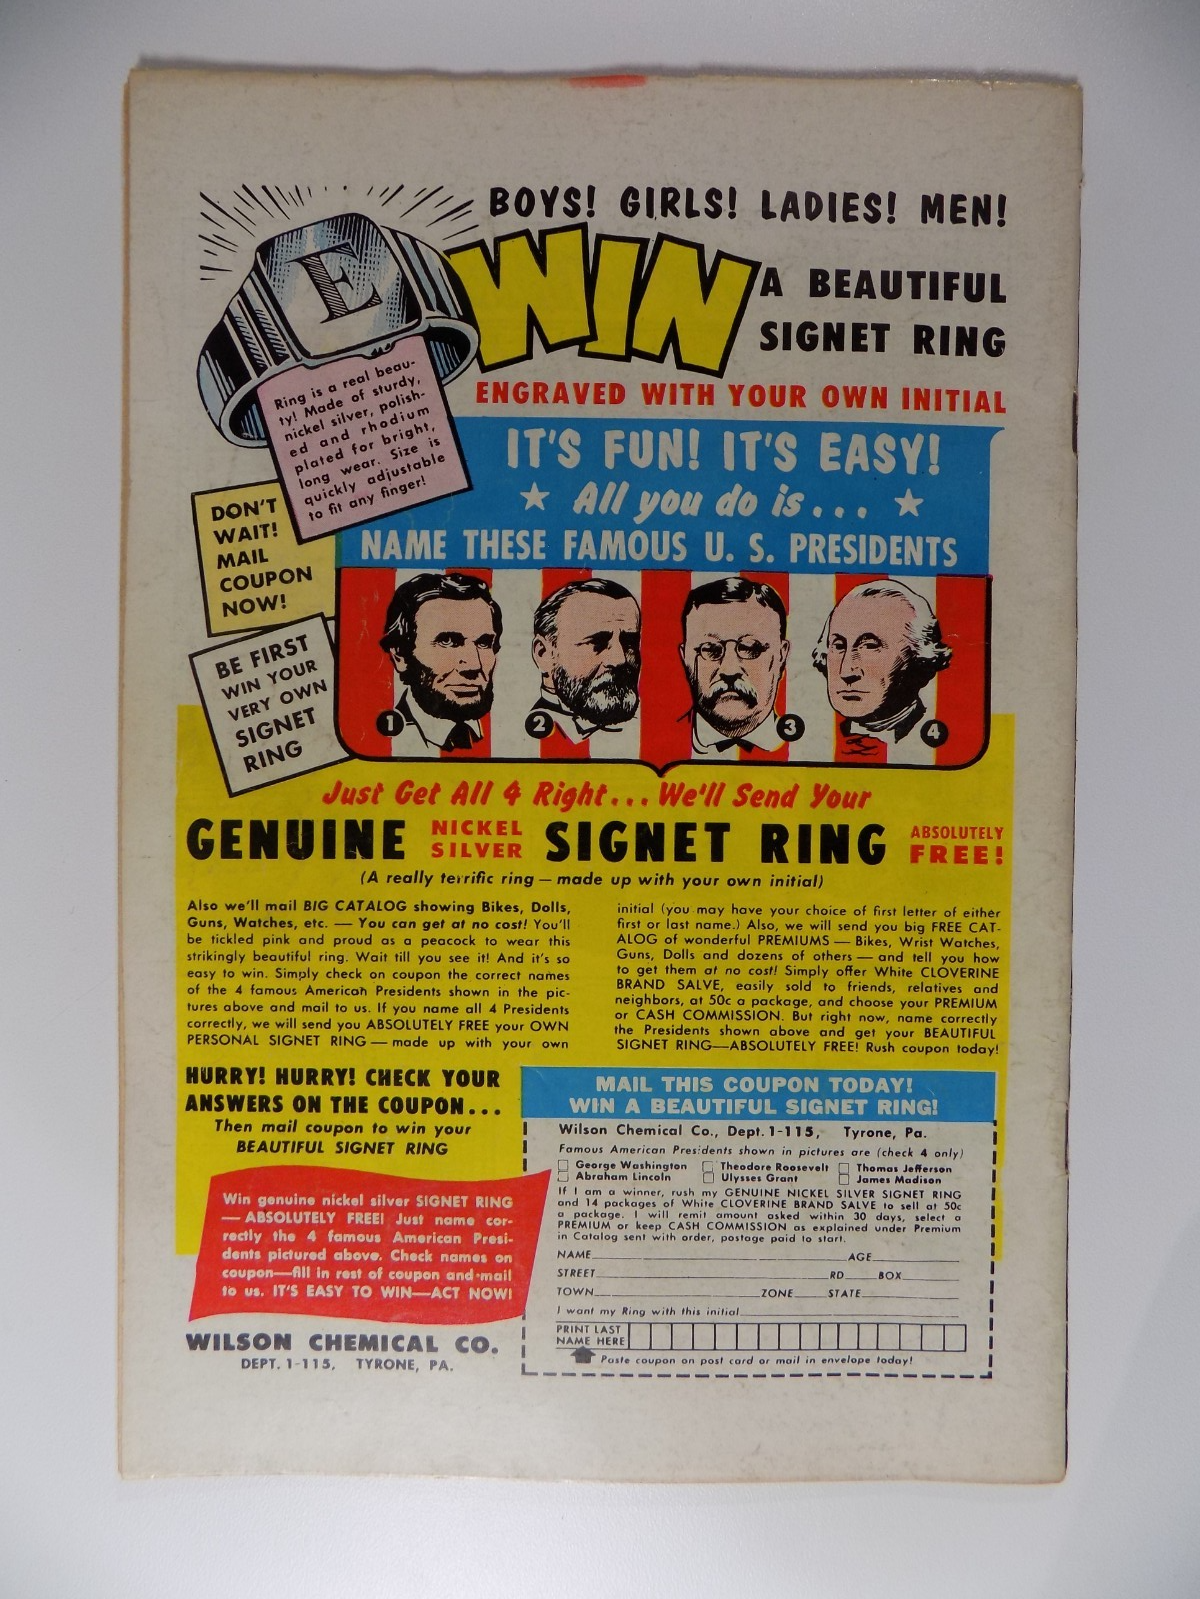 BOYS! GIRLS! LADIES! MEN!
WIN
A BEAUTIFUL
SIGNET RING
ENGRAVED WITH YOUR OWN INITIAL
E
Ring is a real beau-
ty! Made of sturdy,
nickel silver, polish-
ed and rhodium
plated for bright,
long wear. Size is
quickly adjustable
to fit any finger!
IT'S FUN! IT'S EASY!
All you do is...
NAME THESE FAMOUS U. S. PRESIDENTS
DON'T
WAIT!
MAIL
COUPON
NOW!
BE FIRST
WIN YOUR
VERY OWN
SIGNET
RING
1
2
3
4
Just Get All 4 Right... We'll Send Your
GENUINE NICKEL SILVER SIGNET RING ABSOLUTELY FREE!
(A really terrific ring — made up with your own initial)
Also we'll mail BIG CATALOG showing Bikes, Dolls,
Guns, Watches, etc. — You can get at no cost! You'll
be tickled pink and proud as a peacock to wear this
strikingly beautiful ring. Wait till you see it! And it's so
easy to win. Simply check on coupon the correct names
of the 4 famous American Presidents shown in the pic-
tures above and mail to us. If you name all 4 Presidents
correctly, we will send you ABSOLUTELY FREE your OWN
PERSONAL SIGNET RING — made up with your own
initial (you may have your choice of first letter of either
first or last name.) Also, we will send you big FREE CAT-
ALOG of wonderful PREMIUMS — Bikes, Wrist Watches,
Guns, Dolls and dozens of others — and tell you how
to get them at no cost! Simply offer White CLOVERINE
BRAND SALVE, easily sold to friends, relatives and
neighbors, at 50c a package, and choose your PREMIUM
or CASH COMMISSION. But right now, name correctly
the Presidents shown above and get your BEAUTIFUL
SIGNET RING—ABSOLUTELY FREE! Rush coupon today!
HURRY! HURRY! CHECK YOUR
ANSWERS ON THE COUPON...
Then mail coupon to win your
BEAUTIFUL SIGNET RING
Win genuine nickel silver SIGNET RING
— ABSOLUTELY FREE! Just name cor-
rectly the 4 famous American Presi-
dents pictured above. Check names on
coupon—fill in rest of coupon and mail
to us. IT'S EASY TO WIN—ACT NOW!
WILSON CHEMICAL CO.
DEPT. 1-115, TYRONE, PA.
MAIL THIS COUPON TODAY!
WIN A BEAUTIFUL SIGNET RING!
Wilson Chemical Co., Dept. 1-115, Tyrone, Pa.
Famous American Presidents shown in pictures are (check 4 only)
George Washington Theodore Roosevelt Thomas Jefferson
Abraham Lincoln Ulysses Grant James Madison
If I am a winner, rush my GENUINE NICKEL SILVER SIGNET RING
and 14 packages of White CLOVERINE BRAND SALVE to sell at 50c
a package. I will remit amount asked within 30 days, select a
PREMIUM or keep CASH COMMISSION as explained under Premium
in Catalog sent with order, postage paid to start.
NAME AGE
STREET RD BOX
TOWN ZONE STATE
I want my Ring with this initial
PRINT LAST
NAME HERE
Paste coupon on post card or mail in envelope today!